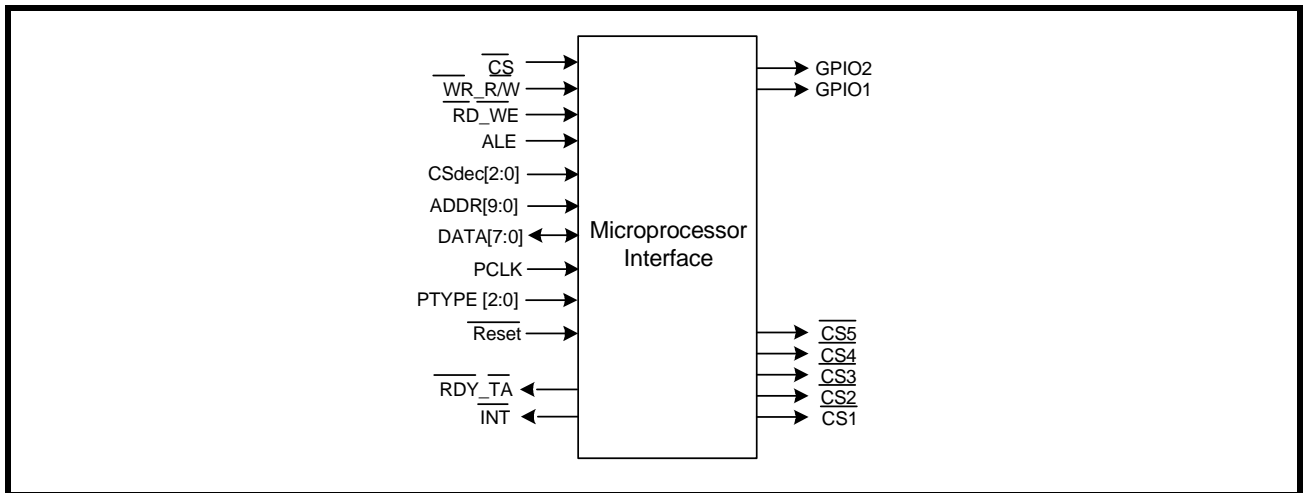 CS
WR_R/W
RD_WE
ALE
CSdec[2:0]
ADDR[9:0]
DATA[7:0]
PCLK
PTYPE [2:0]
Reset
RDY_TA
INT
Microprocessor
Interface
GPIO2
GPIO1
CS5
CS4
CS3
CS2
CS1